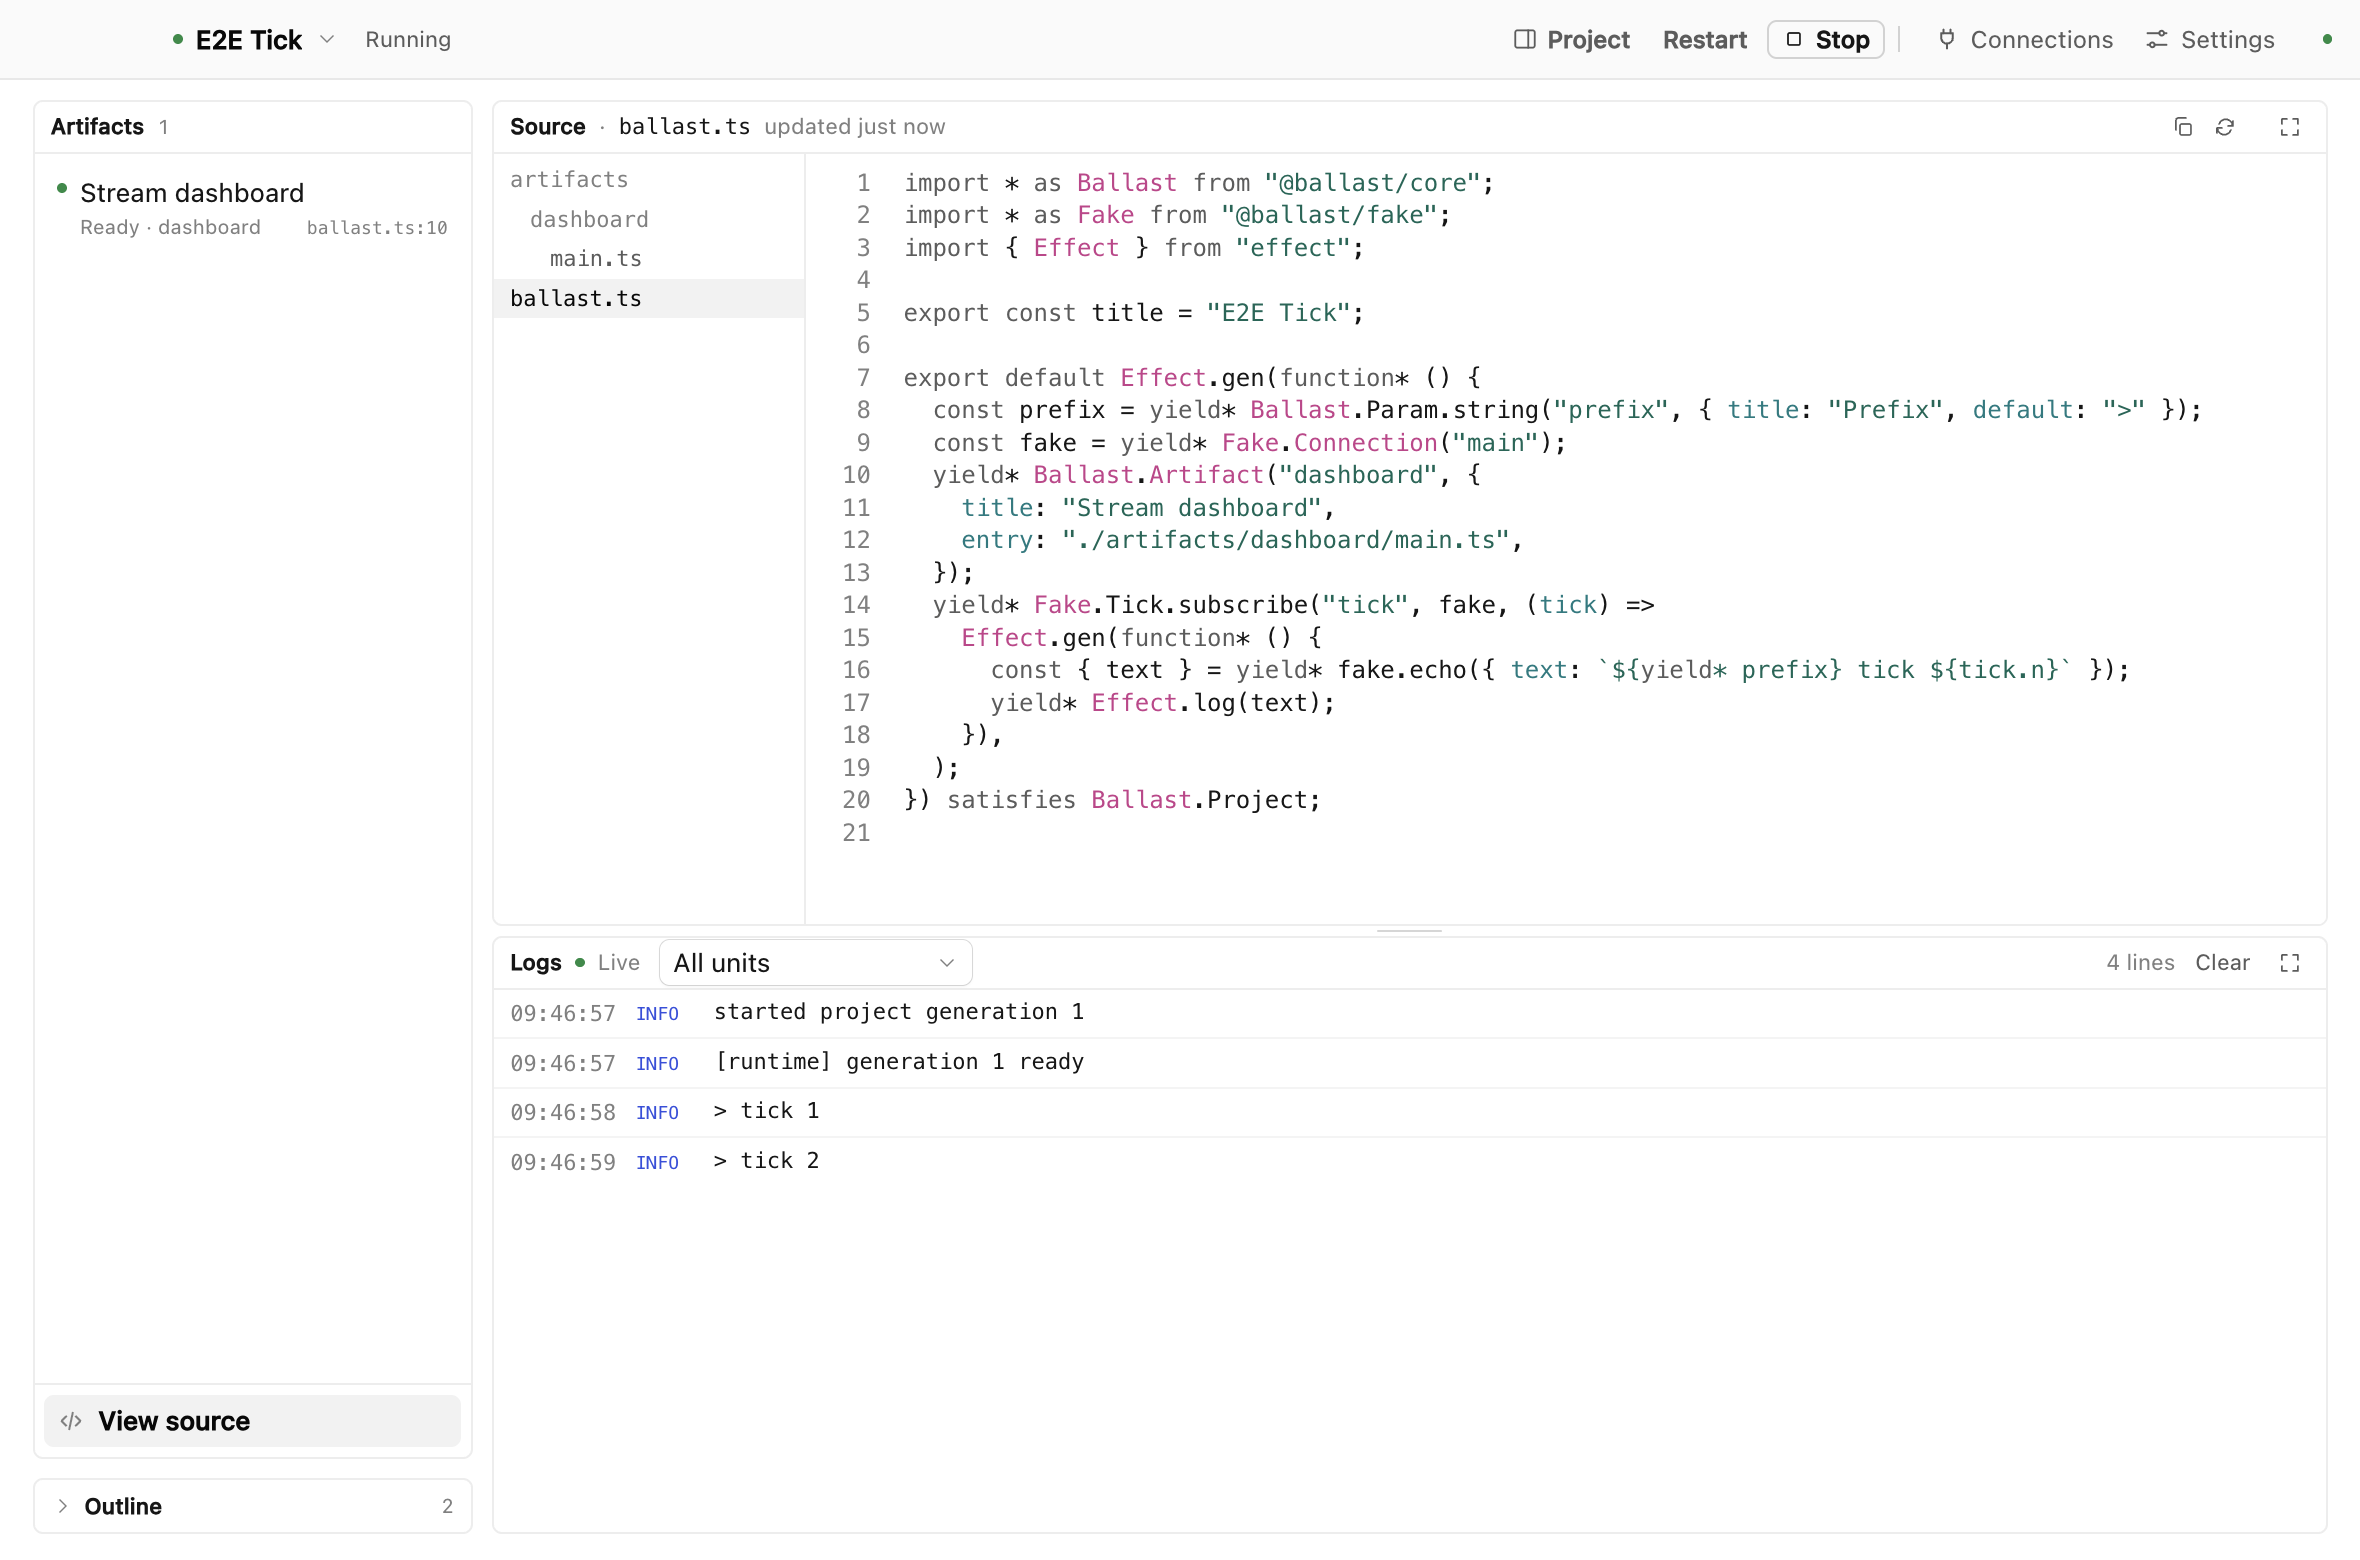 E2E Tick Running Project Restart Stop Connections Settings
Artifacts 1
Stream dashboard
Ready · dashboard ballast.ts:10
View source
Outline 2
Source · ballast.ts updated just now
artifacts
dashboard
main.ts
ballast.ts
1 import * as Ballast from "@ballast/core";
2 import * as Fake from "@ballast/fake";
3 import { Effect } from "effect";
4
5 export const title = "E2E Tick";
6
7 export default Effect.gen(function* () {
8   const prefix = yield* Ballast.Param.string("prefix", { title: "Prefix", default: ">" });
9   const fake = yield* Fake.Connection("main");
10   yield* Ballast.Artifact("dashboard", {
11     title: "Stream dashboard",
12     entry: "./artifacts/dashboard/main.ts",
13   });
14   yield* Fake.Tick.subscribe("tick", fake, (tick) =>
15     Effect.gen(function* () {
16       const { text } = yield* fake.echo({ text: `${yield* prefix} tick ${tick.n}` });
17       yield* Effect.log(text);
18     }),
19   );
20 }) satisfies Ballast.Project;
21
Logs Live All units 4 lines Clear
09:46:57 INFO started project generation 1
09:46:57 INFO [runtime] generation 1 ready
09:46:58 INFO > tick 1
09:46:59 INFO > tick 2